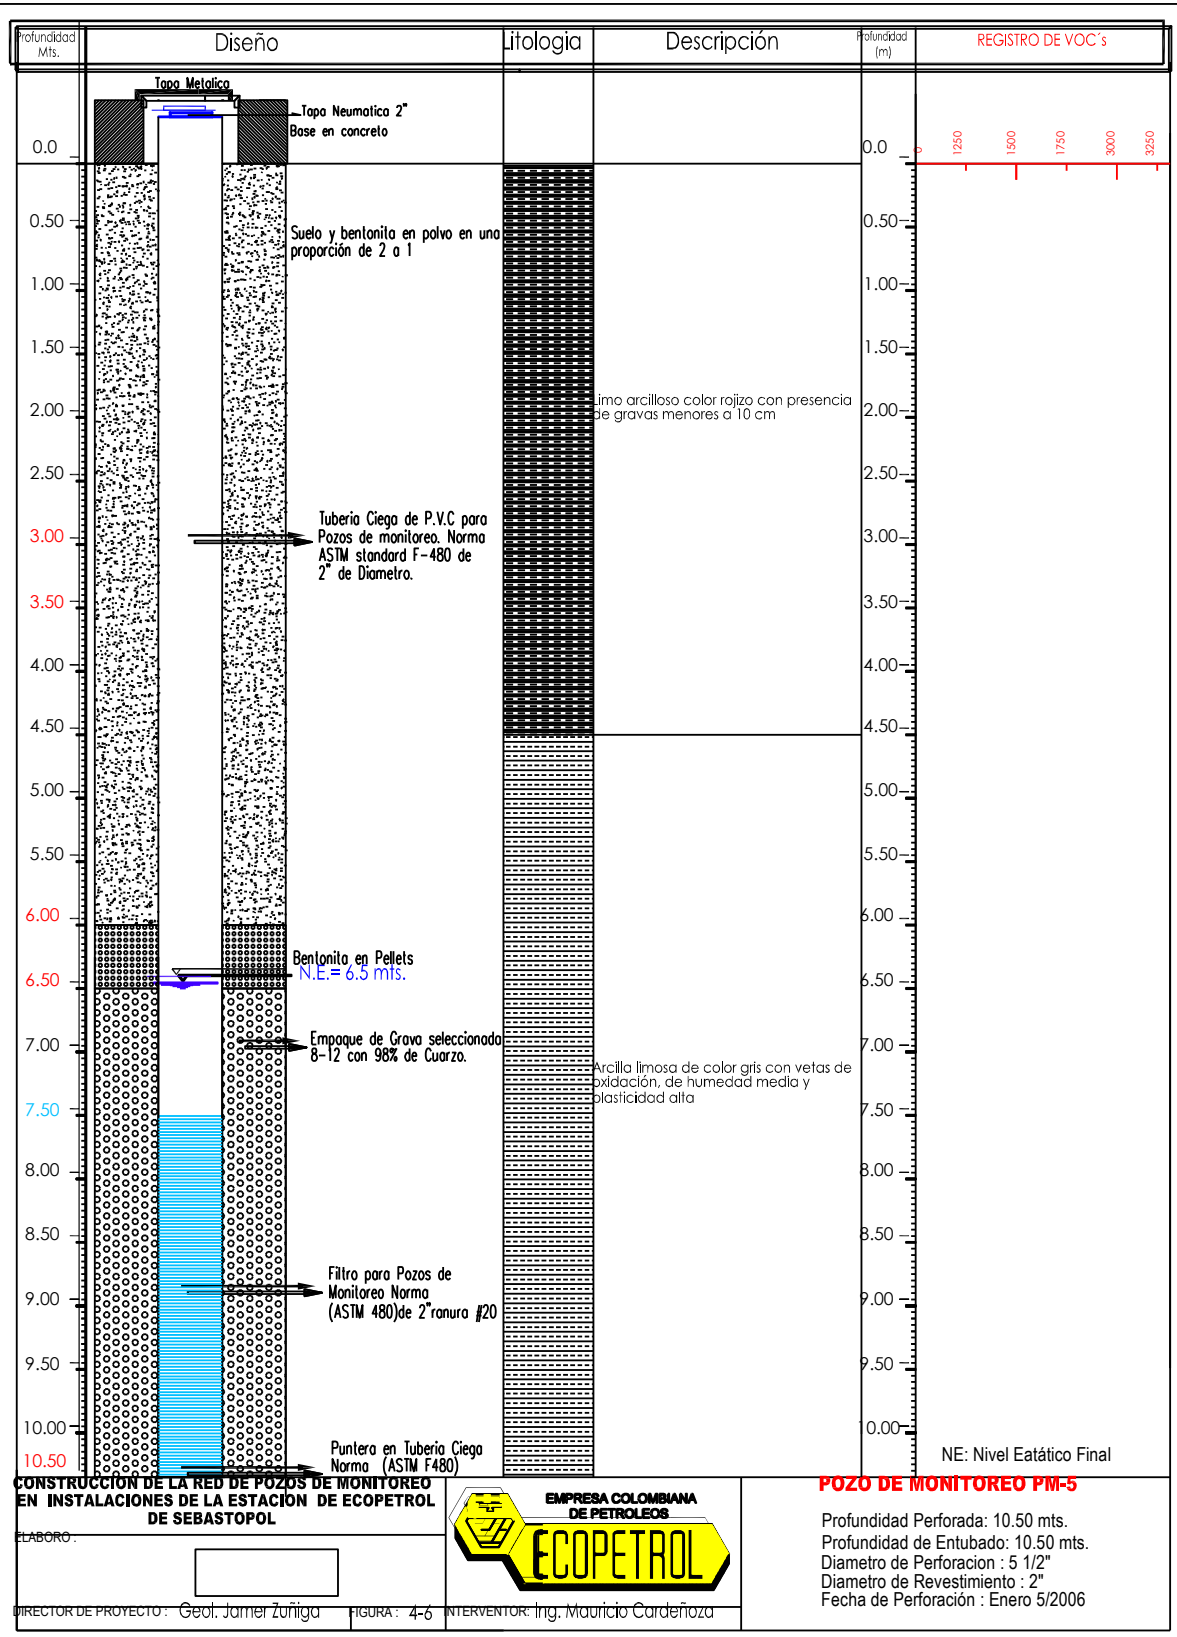 Profundidad
Mts.
Diseño
Litologia
Descripción
Profundidad
(m)
REGISTRO DE VOC´s
Tapa Metalica
Tapa Neumatica 2"
Base en concreto
0.0
0.0
0
1250
1500
1750
3000
3250
0.50
0.50
Suelo y bentonita en polvo en una
proporción de 2 a 1
1.00
1.00
1.50
1.50
2.00
2.00
Limo arcilloso color rojizo con presencia
de gravas menores a 10 cm
2.50
2.50
3.00
3.00
Tuberia Ciega de P.V.C para
Pozos de monitoreo. Norma
ASTM standard F-480 de
2" de Diametro.
3.50
3.50
4.00
4.00
4.50
4.50
5.00
5.00
5.50
5.50
6.00
6.00
Bentonita en Pellets
N.E.= 6.5 mts.
6.50
6.50
7.00
7.00
Empaque de Grava seleccionada
8-12 con 98% de Cuarzo.
Arcilla limosa de color gris con vetas de
oxidación, de humedad media y
plasticidad alta
7.50
7.50
8.00
8.00
8.50
8.50
9.00
9.00
Filtro para Pozos de
Monitoreo Norma
(ASTM 480)de 2"ranura #20
9.50
9.50
10.00
10.00
10.50
Puntera en Tuberia Ciega
Norma (ASTM F480)
NE: Nivel Eatático Final
CONSTRUCCION DE LA RED DE POZOS DE MONITOREO
EN INSTALACIONES DE LA ESTACION DE ECOPETROL
DE SEBASTOPOL
ELABORO :
DIRECTOR DE PROYECTO : Geol. Jamer Zuñiga
FIGURA : 4-6
EMPRESA COLOMBIANA
DE PETROLEOS
ECOPETROL
INTERVENTOR: Ing. Mauricio Cardeñoza
POZO DE MONITOREO PM-5
Profundidad Perforada: 10.50 mts.
Profundidad de Entubado: 10.50 mts.
Diametro de Perforacion : 5 1/2"
Diametro de Revestimiento : 2"
Fecha de Perforación : Enero 5/2006